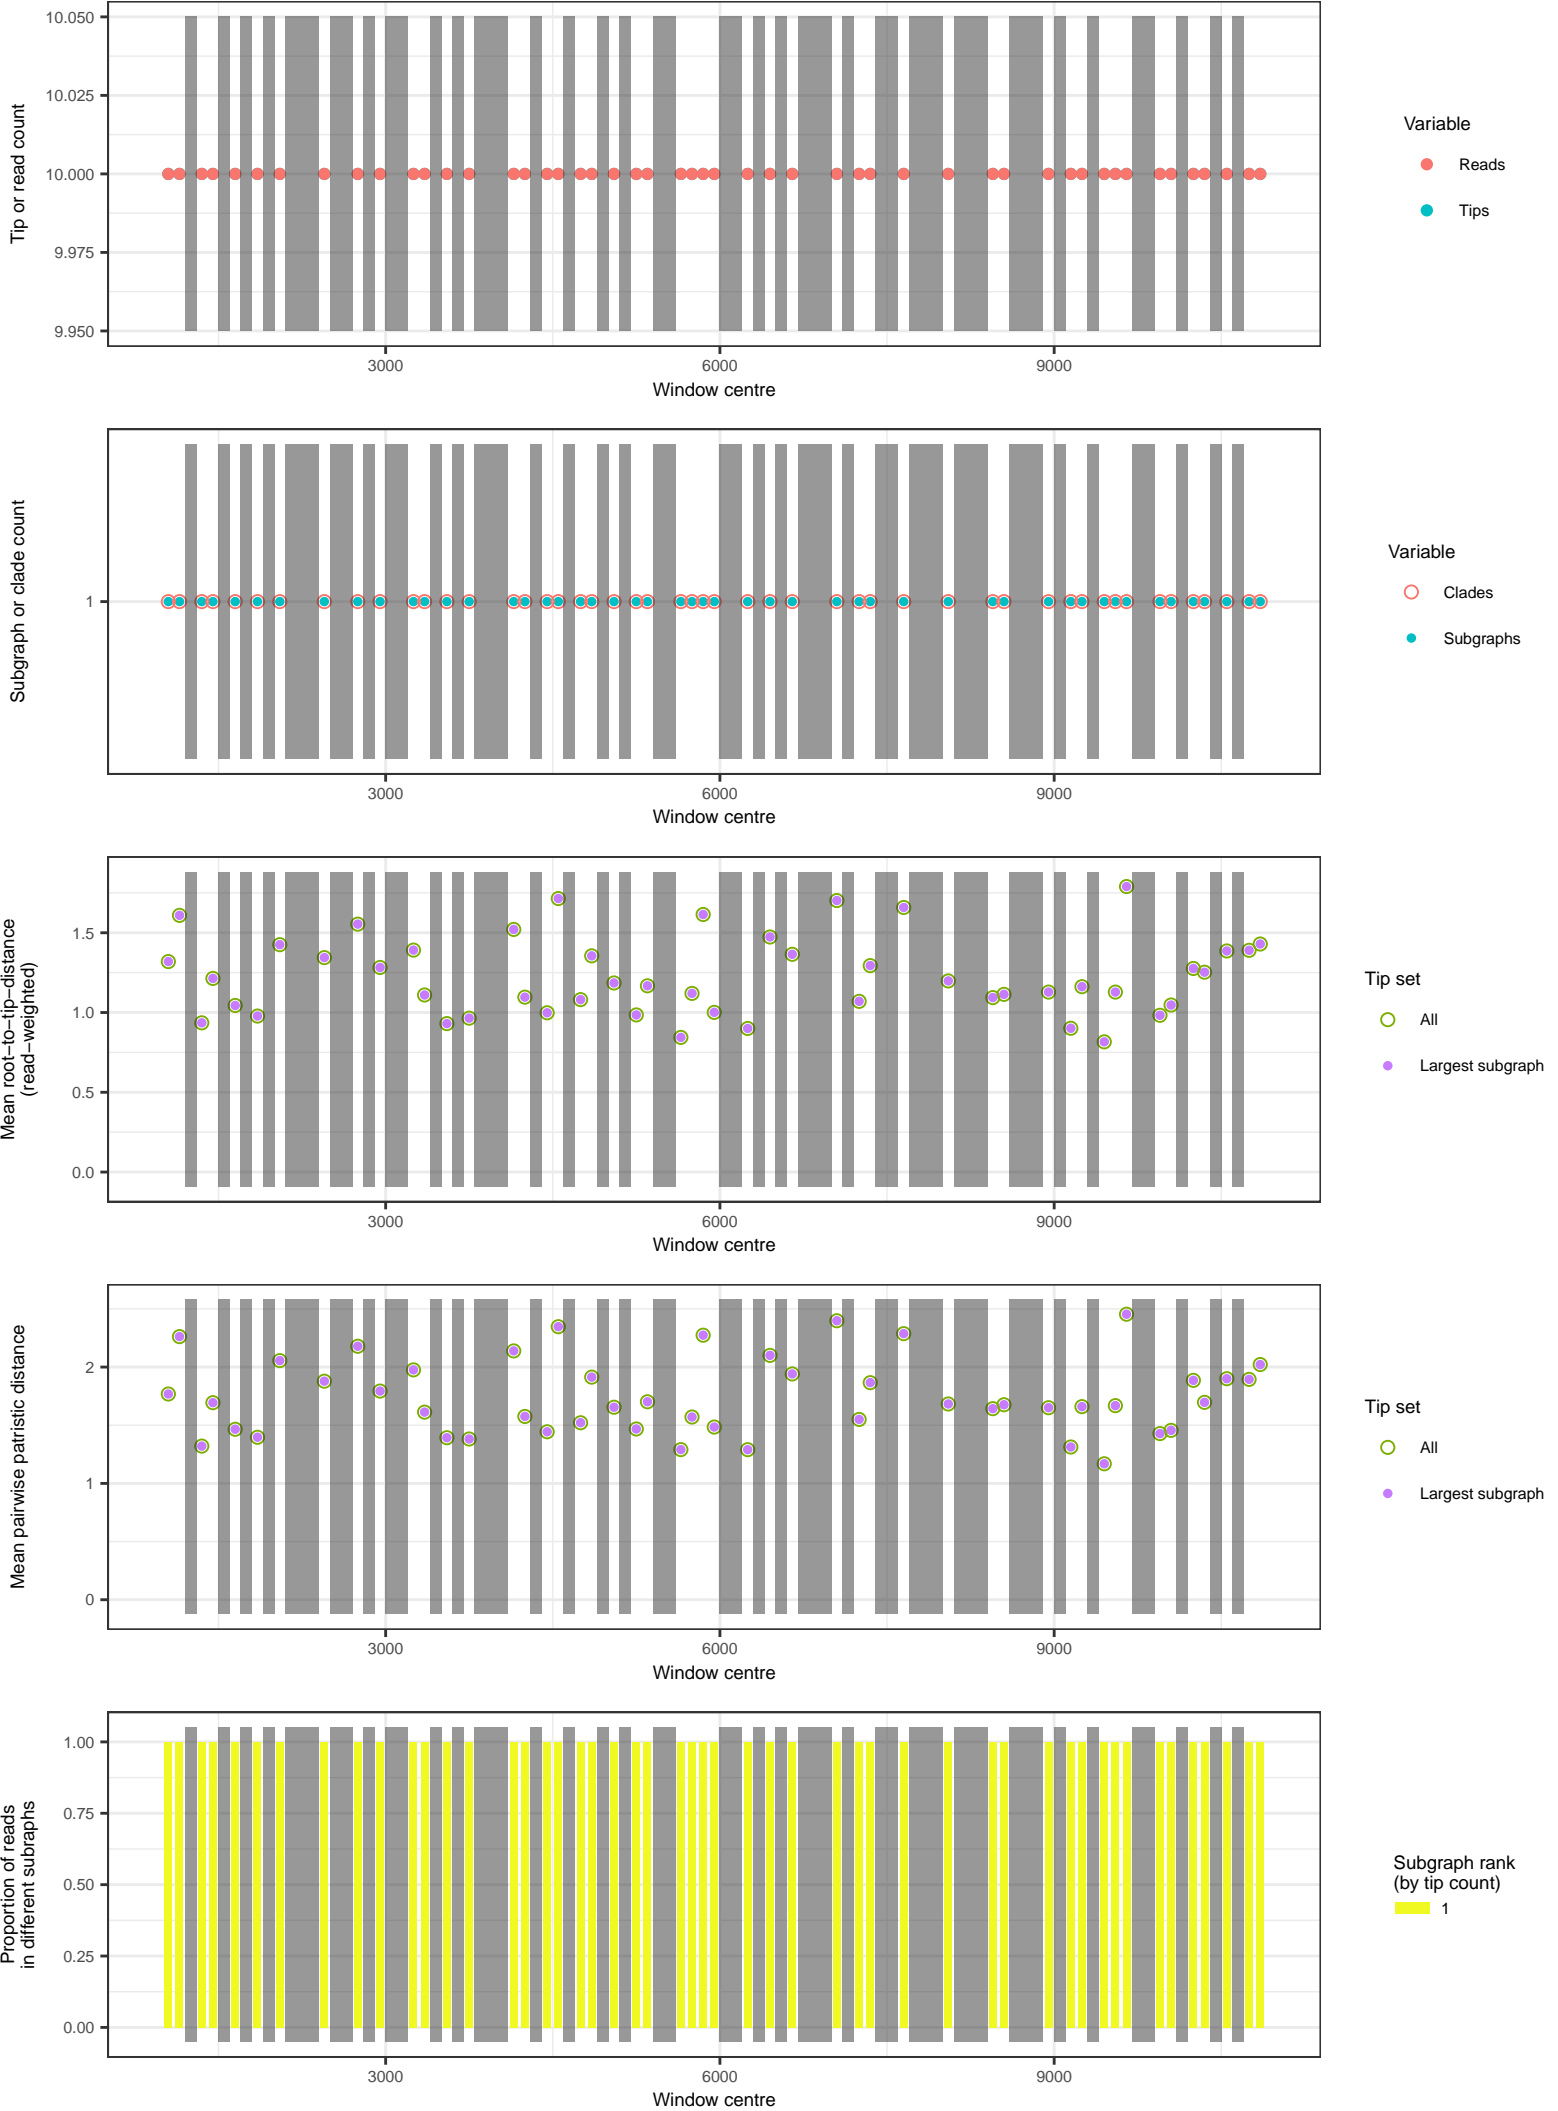 10.050
10.025
10.000
9.975
9.950
Tip or read count
3000
6000
9000
Window centre
Variable
Reads
Tips
1
Subgraph or clade count
3000
6000
9000
Window centre
Variable
Clades
Subgraphs
1.5
1.0
0.5
0.0
Mean root−to−tip−distance
(read−weighted)
3000
6000
9000
Window centre
Tip set
All
Largest subgraph
2
1
0
Mean pairwise patristic distance
3000
6000
9000
Window centre
Tip set
All
Largest subgraph
1.00
0.75
0.50
0.25
0.00
Proportion of reads
in different subraphs
3000
6000
9000
Window centre
Subgraph rank
(by tip count)
1